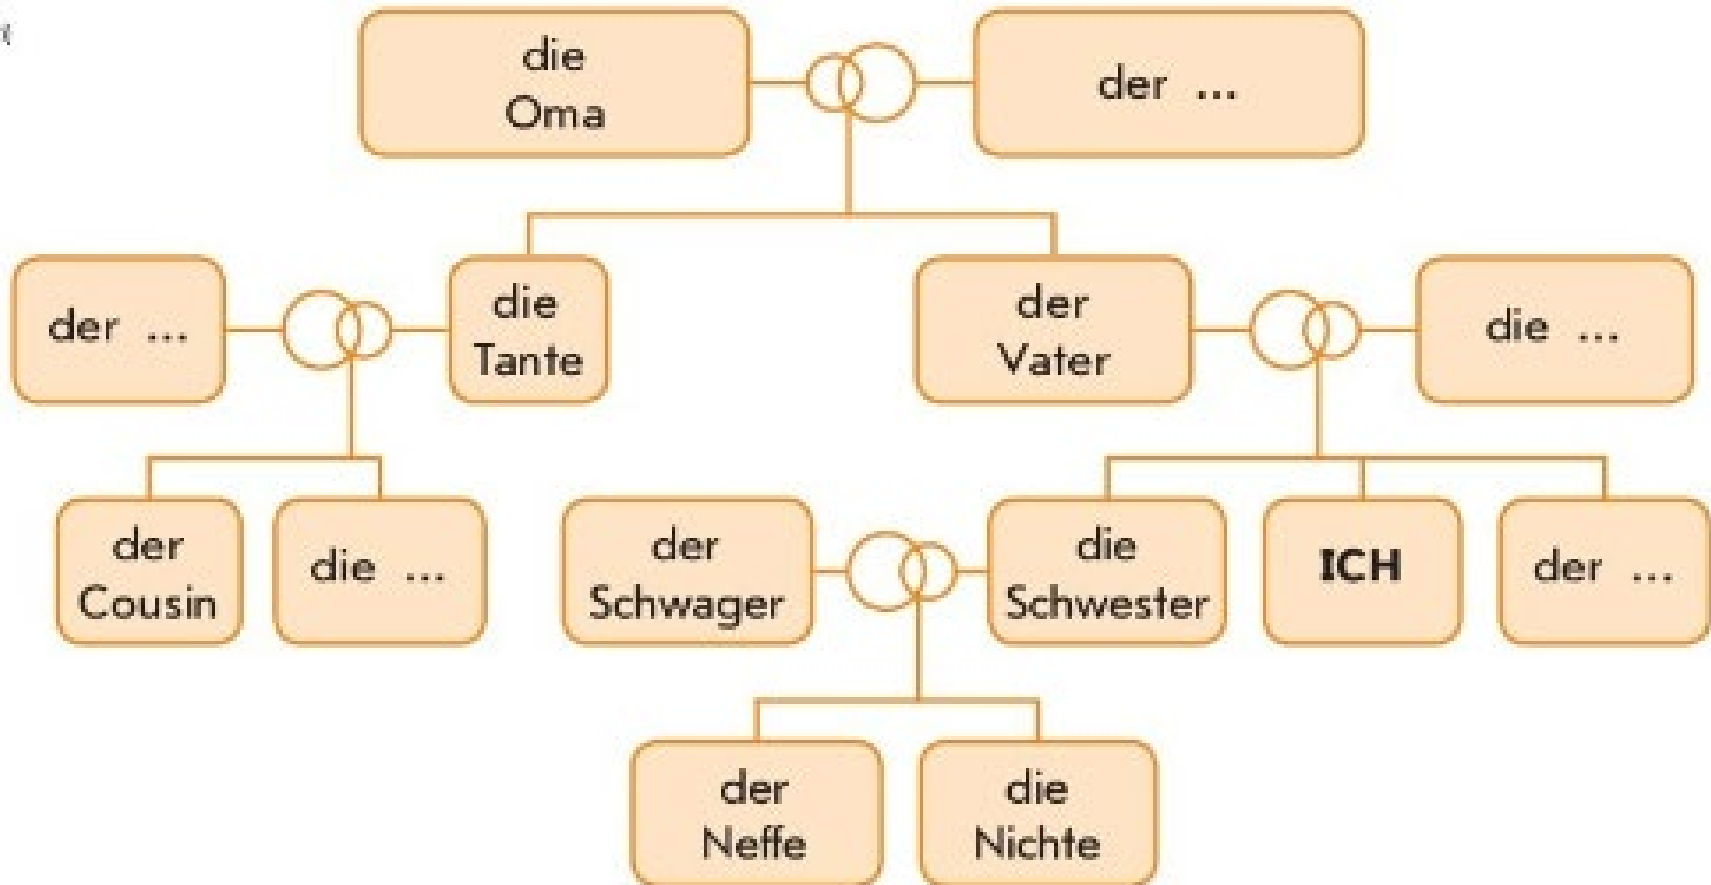 die
Oma
der ...
der ...
die
Tante
der
Vater
die ...
der
Cousin
die ...
der
Schwager
die
Schwester
ICH
der ...
der
Neffe
die
Nichte